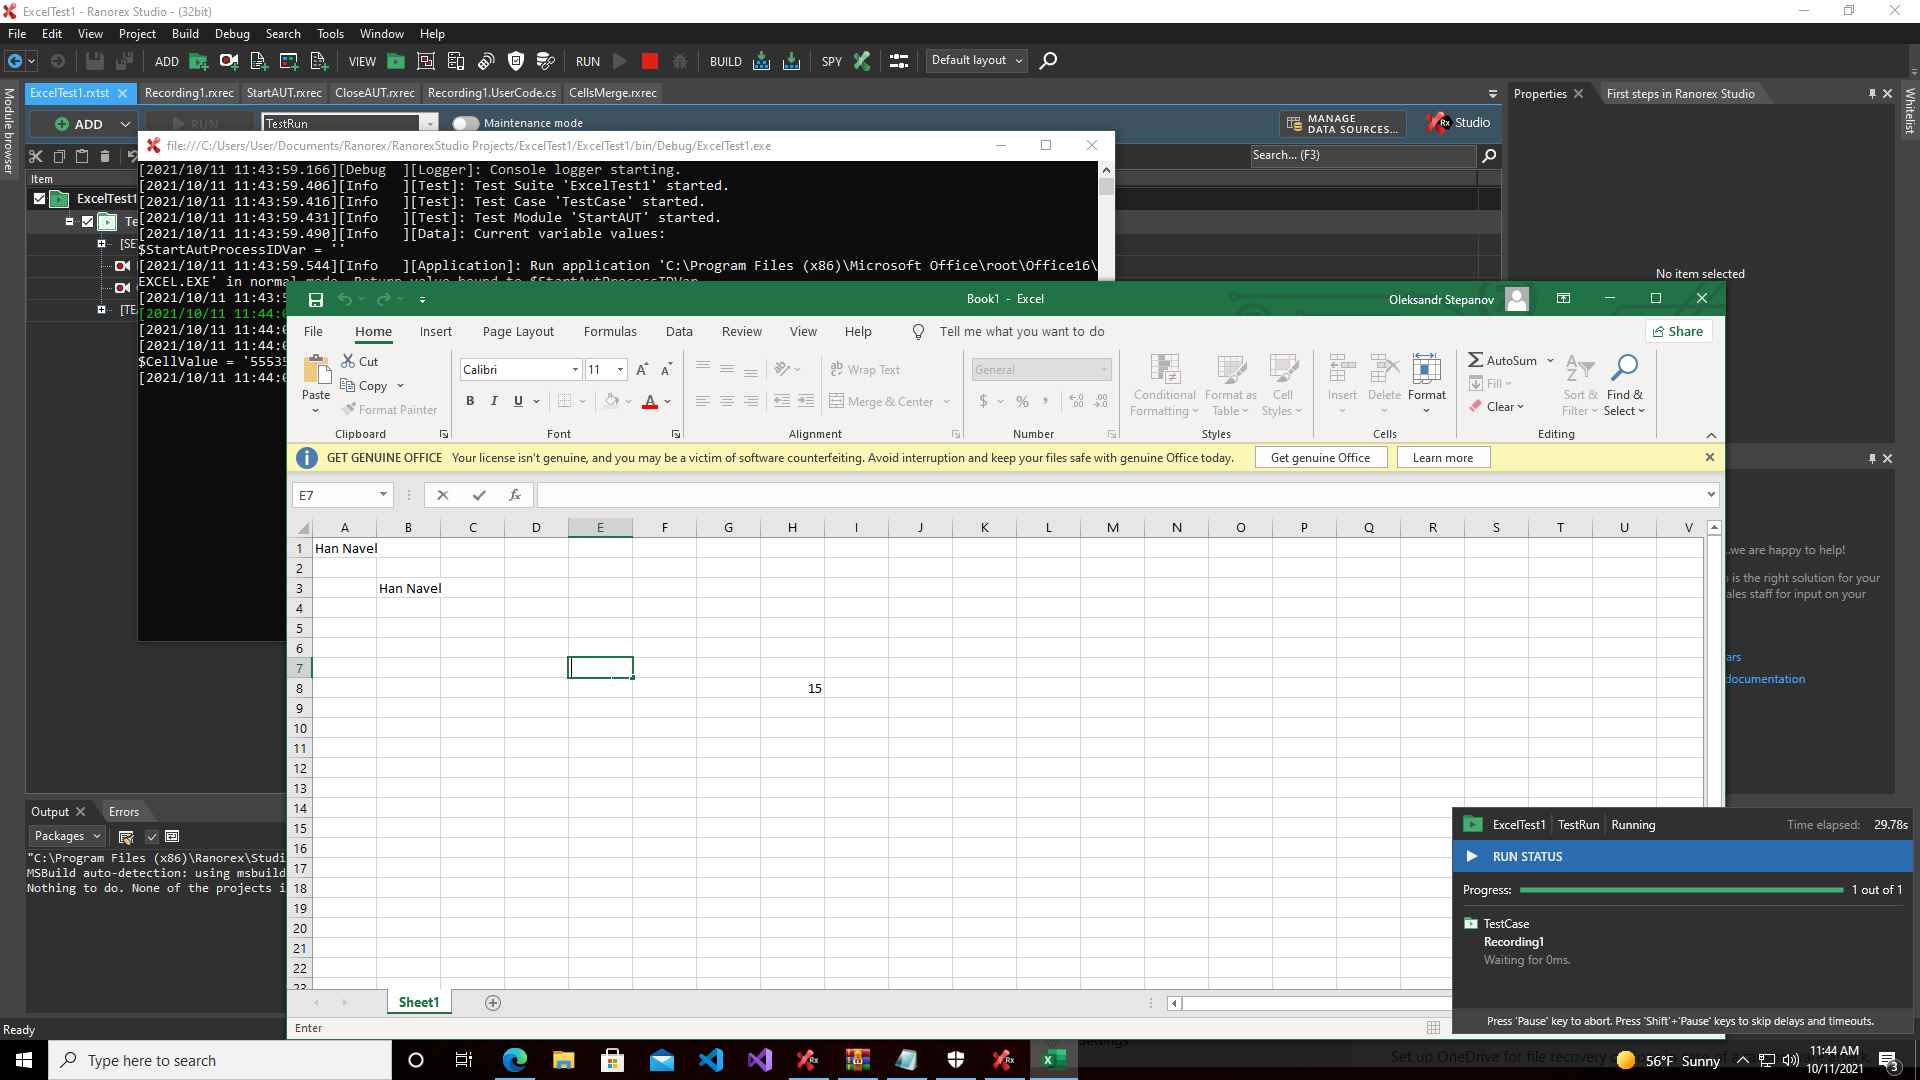 ExcelTest1 - Ranorex Studio - (32bit)
File Edit View Project Build Debug Search Tools Window Help
ADD VIEW RUN BUILD SPY Default layout
Module browser
ExcelTest1.rxtst Recording1.rxrec StartAUT.rxrec CloseAUT.rxrec Recording1.UserCode.cs CellsMerge.rxrec
Properties First steps in Ranorex Studio
Whitelist
ADD RUN TestRun Maintenance mode MANAGE DATA SOURCES... Rx Studio
Search... (F3)
Item
ExcelTest1
Te
[SE
[TEA
No item selected
file:////C:/Users/User/Documents/Ranorex/RanorexStudio Projects/ExcelTest1/ExcelTest1/bin/Debug/ExcelTest1.exe
[2021/10/11 11:43:59.166][Debug ][Logger]: Console logger starting.
[2021/10/11 11:43:59.406][Info ][Test]: Test Suite 'ExcelTest1' started.
[2021/10/11 11:43:59.416][Info ][Test]: Test Case 'TestCase' started.
[2021/10/11 11:43:59.431][Info ][Test]: Test Module 'StartAUT' started.
[2021/10/11 11:43:59.490][Info ][Data]: Current variable values:
$StartAutProcessIDVar = ''
[2021/10/11 11:43:59.544][Info ][Application]: Run application 'C:\Program Files (x86)\Microsoft Office\root\Office16\
EXCEL.EXE' in normal mode. Return value bound to $StartAutProcessIDVar.
[2021/10/11 11:43:5
[2021/10/11 11:44:0
[2021/10/11 11:44:0
[2021/10/11 11:44:0
$CellValue = '55535
[2021/10/11 11:44:0
Book1 - Excel
Oleksandr Stepanov
File Home Insert Page Layout Formulas Data Review View Help Tell me what you want to do Share
Paste Cut Copy Format Painter
Clipboard
Calibri 11
B I U A
Font
ab Wrap Text
Merge & Center
Alignment
General
$ % ,
Number
Conditional Formatting Format as Table Cell Styles
Styles
Insert Delete Format
Cells
AutoSum Fill Clear Sort & Filter Find & Select
Editing
GET GENUINE OFFICE Your license isn't genuine, and you may be a victim of software counterfeiting. Avoid interruption and keep your files safe with genuine Office today. Get genuine Office Learn more
E7 fx
A B C D E F G H I J K L M N O P Q R S T U V
1 Han Navel
2
3 Han Navel
4
5
6
7
8 15
9
10
11
12
13
14
15
16
17
18
19
20
21
22
23
Sheet1
Enter
..we are happy to help!
is the right solution for your
ales staff for input on your
ars
documentation
Output Errors
Packages
"C:\Program Files (x86)\Ranorex\Studi
MSBuild auto-detection: using msbuild
Nothing to do. None of the projects i
Ready
ExcelTest1 TestRun Running Time elapsed: 29.78s
RUN STATUS
Progress: 1 out of 1
TestCase
Recording1
Waiting for 0ms.
Press 'Pause' key to abort. Press 'Shift'+'Pause' keys to skip delays and timeouts.
Set up OneDrive for file recovery
Type here to search
56°F Sunny
11:44 AM
10/11/2021
3